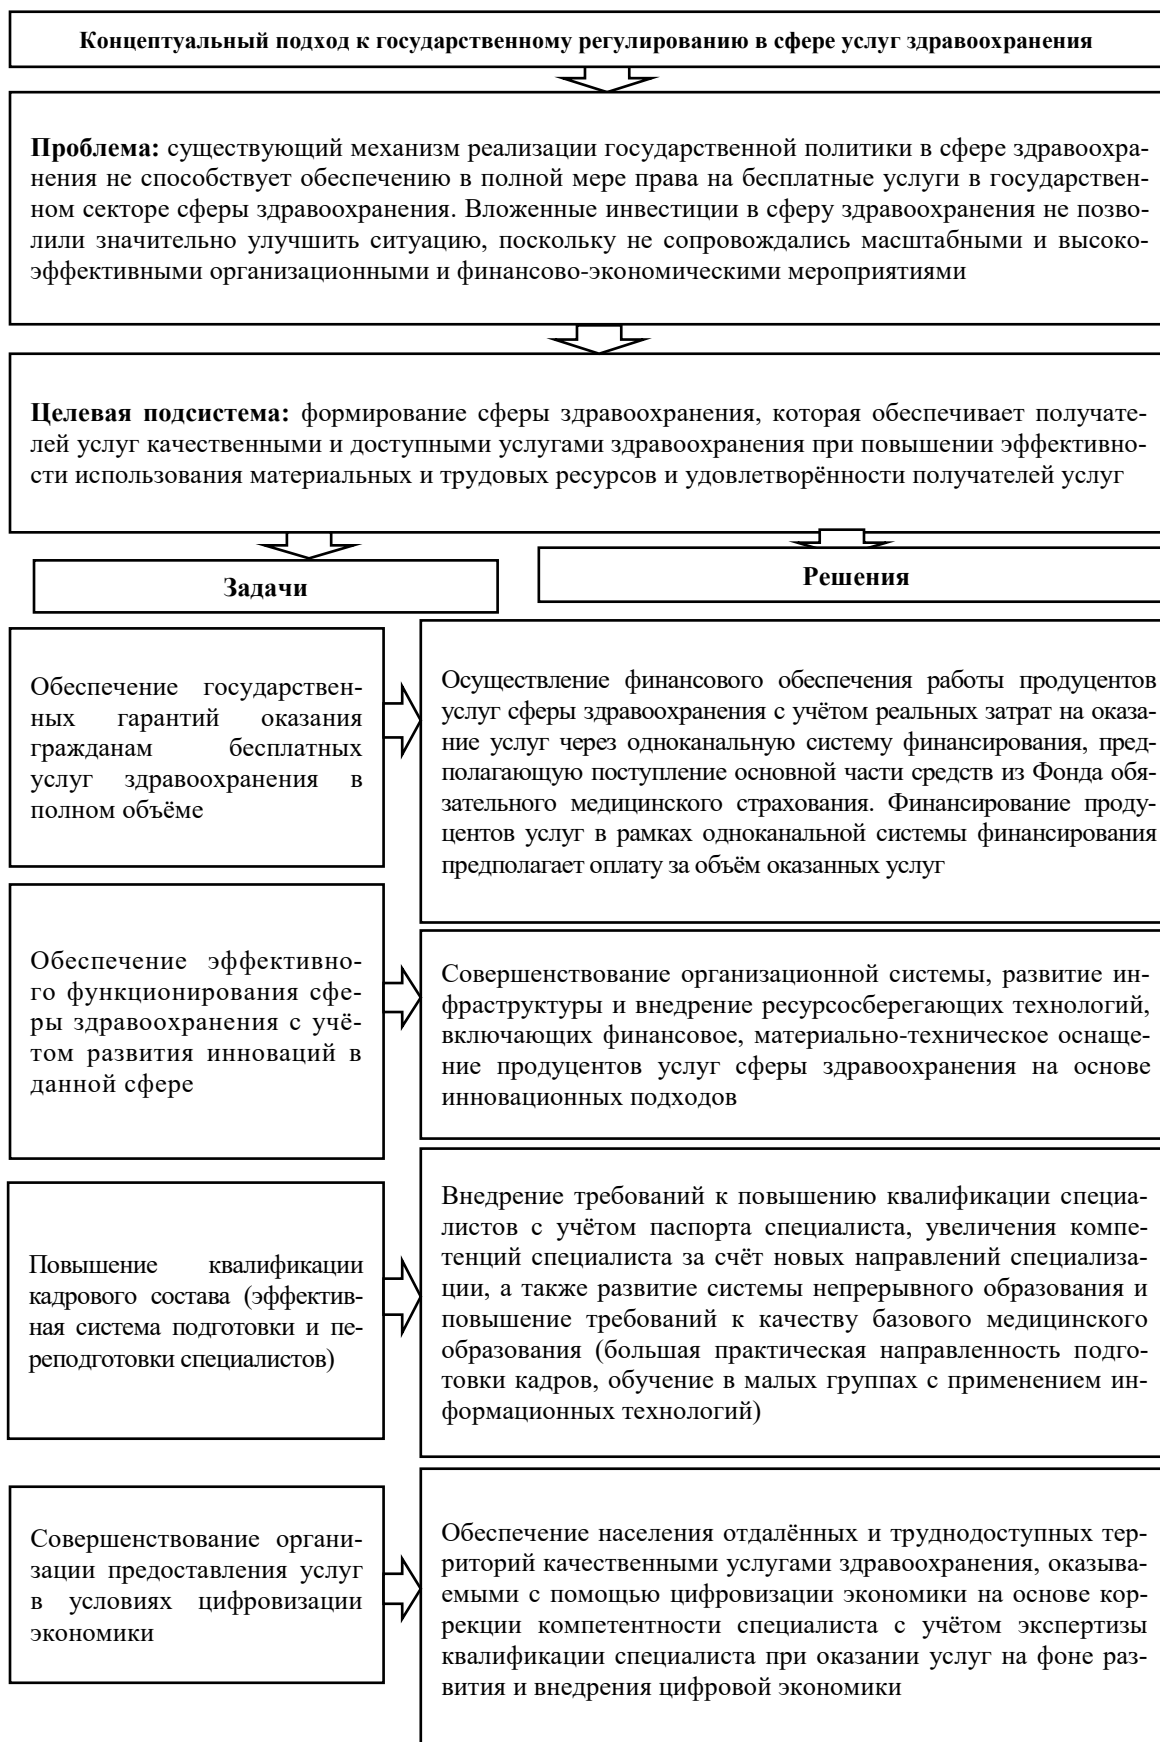 Концептуальный подход к государственному регулированию в сфере услуг здравоохранения
Проблема: существующий механизм реализации государственной политики в сфере здравоохра-
нения не способствует обеспечению в полной мере права на бесплатные услуги в государствен-
ном секторе сферы здравоохранения. Вложенные инвестиции в сферу здравоохранения не позво-
лили значительно улучшить ситуацию, поскольку не сопровождались масштабными и высоко-
эффективными организационными и финансово-экономическими мероприятиями
Целевая подсистема: формирование сферы здравоохранения, которая обеспечивает получате-
лей услуг качественными и доступными услугами здравоохранения при повышении эффективно-
сти использования материальных и трудовых ресурсов и удовлетворённости получателей услуг
Задачи
Решения
Обеспечение государствен-
ных гарантий оказания
гражданам бесплатных
услуг здравоохранения в
полном объёме
Осуществление финансового обеспечения работы продуцентов
услуг сферы здравоохранения с учётом реальных затрат на оказа-
ние услуг через одноканальную систему финансирования, пред-
полагающую поступление основной части средств из Фонда обя-
зательного медицинского страхования. Финансирование проду-
центов услуг в рамках одноканальной системы финансирования
предполагает оплату за объём оказанных услуг
Обеспечение эффективно-
го функционирования сфе-
ры здравоохранения с учё-
том развития инноваций в
данной сфере
Совершенствование организационной системы, развитие ин-
фраструктуры и внедрение ресурсосберегающих технологий,
включающих финансовое, материально-техническое оснаще-
ние продуцентов услуг сферы здравоохранения на основе
инновационных подходов
Повышение квалификации
кадрового состава (эффектив-
ная система подготовки и пе-
реподготовки специалистов)
Внедрение требований к повышению квалификации специа-
листов с учётом паспорта специалиста, увеличения компе-
тенций специалиста за счёт новых направлений специализа-
ции, а также развитие системы непрерывного образования и
повышение требований к качеству базового медицинского
образования (большая практическая направленность подго-
товки кадров, обучение в малых группах с применением ин-
формационных технологий)
Совершенствование органи-
зации предоставления услуг
в условиях цифровизации
экономики
Обеспечение населения отдалённых и труднодоступных тер-
риторий качественными услугами здравоохранения, оказыва-
емыми с помощью цифровизации экономики на основе кор-
рекции компетентности специалиста с учётом экспертизы
квалификации специалиста при оказании услуг на фоне раз-
вития и внедрения цифровой экономики